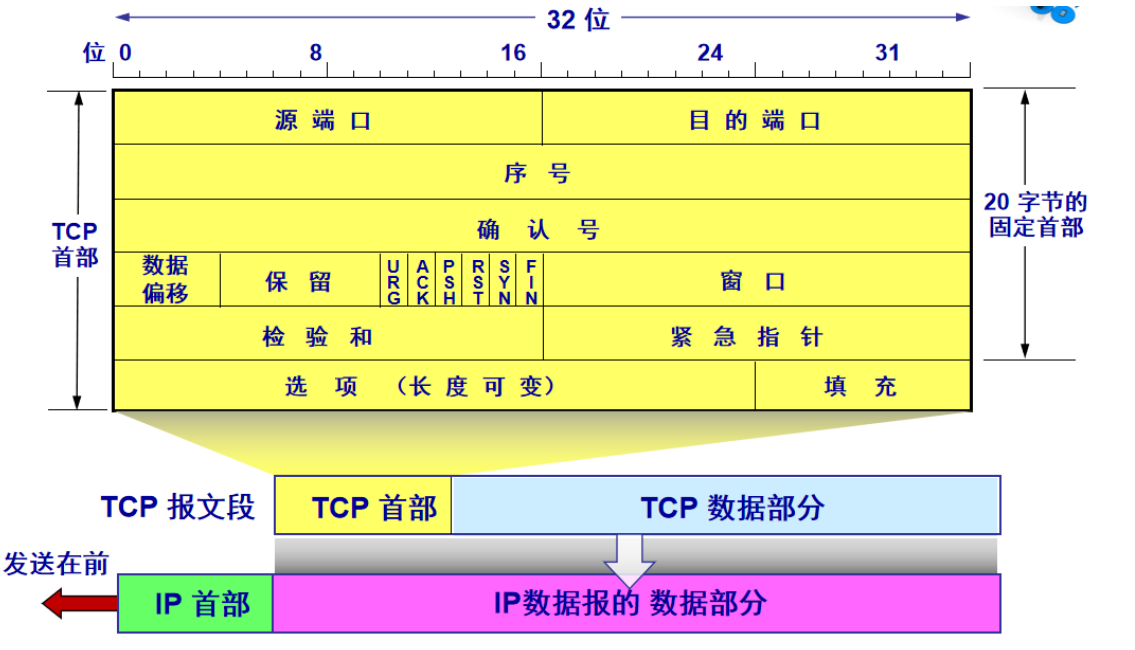 32 位
位 0 8 16 24 31
源 端 口 目 的 端 口
序 号
TCP
首部
20 字节的
固定首部
确 认 号
数据
偏移
保 留
URG
ACK
PSH
RST
SYN
FIN
窗 口
检 验 和 紧 急 指 针
选 项 (长 度 可 变) 填 充
TCP 报文段 TCP 首部 TCP 数据部分
发送在前
IP 首部 IP数据报的 数据部分